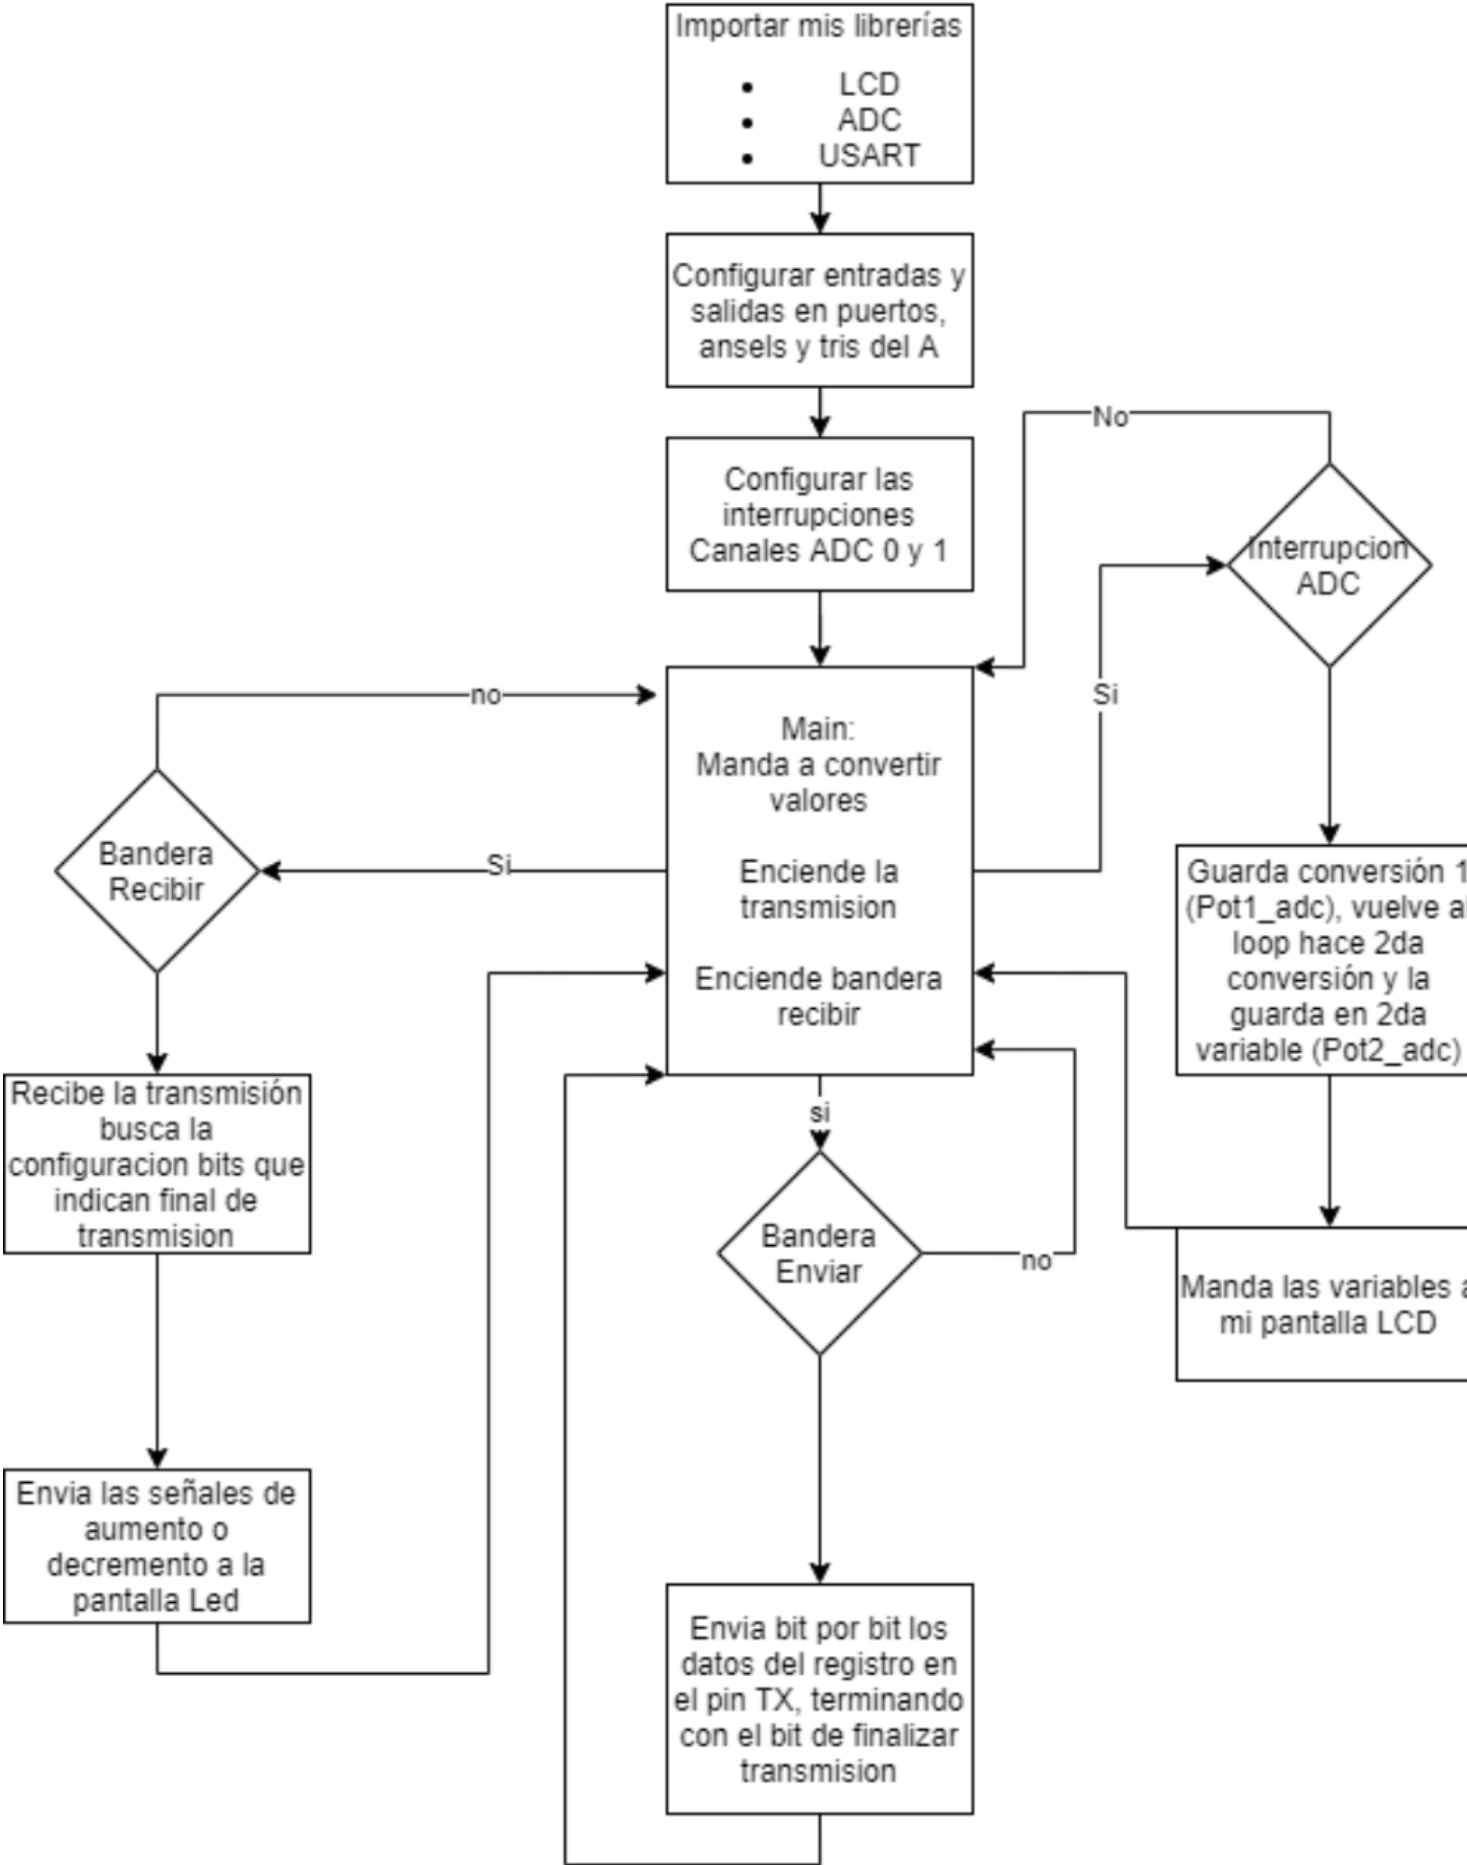 Importar mis librerías
• LCD
• ADC
• USART
Configurar entradas y
salidas en puertos,
ansels y tris del A
Configurar las
interrupciones
Canales ADC 0 y 1
No
Interrupcion
ADC
Si
no
Main:
Manda a convertir
valores
Enciende la
transmision
Enciende bandera
recibir
Bandera
Recibir
Si
Guarda conversión 1
(Pot1_adc), vuelve al
loop hace 2da
conversión y la
guarda en 2da
variable (Pot2_adc)
Recibe la transmisión
busca la
configuracion bits que
indican final de
transmision
si
Bandera
Enviar
no
Manda las variables a
mi pantalla LCD
Envia las señales de
aumento o
decremento a la
pantalla Led
Envia bit por bit los
datos del registro en
el pin TX, terminando
con el bit de finalizar
transmision